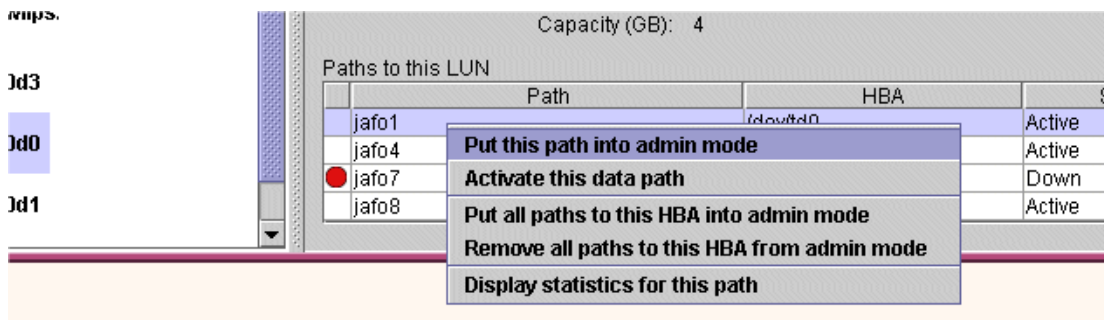 Capacity (GB): 4
Paths to this LUN
Path HBA
jafo1 /dev/td0 Active
jafo4 Active
jafo7 Down
jafo8 Active
0d3
0d0
0d1
Put this path into admin mode
Activate this data path
Put all paths to this HBA into admin mode
Remove all paths to this HBA from admin mode
Display statistics for this path